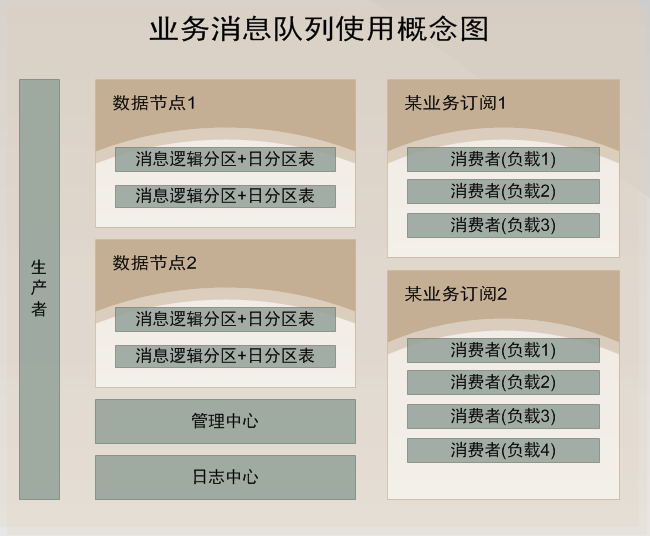 业务消息队列使用概念图
生产者
数据节点1
消息逻辑分区+日分区表
消息逻辑分区+日分区表
数据节点2
消息逻辑分区+日分区表
消息逻辑分区+日分区表
管理中心
日志中心
某业务订阅1
消费者(负载1)
消费者(负载2)
消费者(负载3)
某业务订阅2
消费者(负载1)
消费者(负载2)
消费者(负载3)
消费者(负载4)